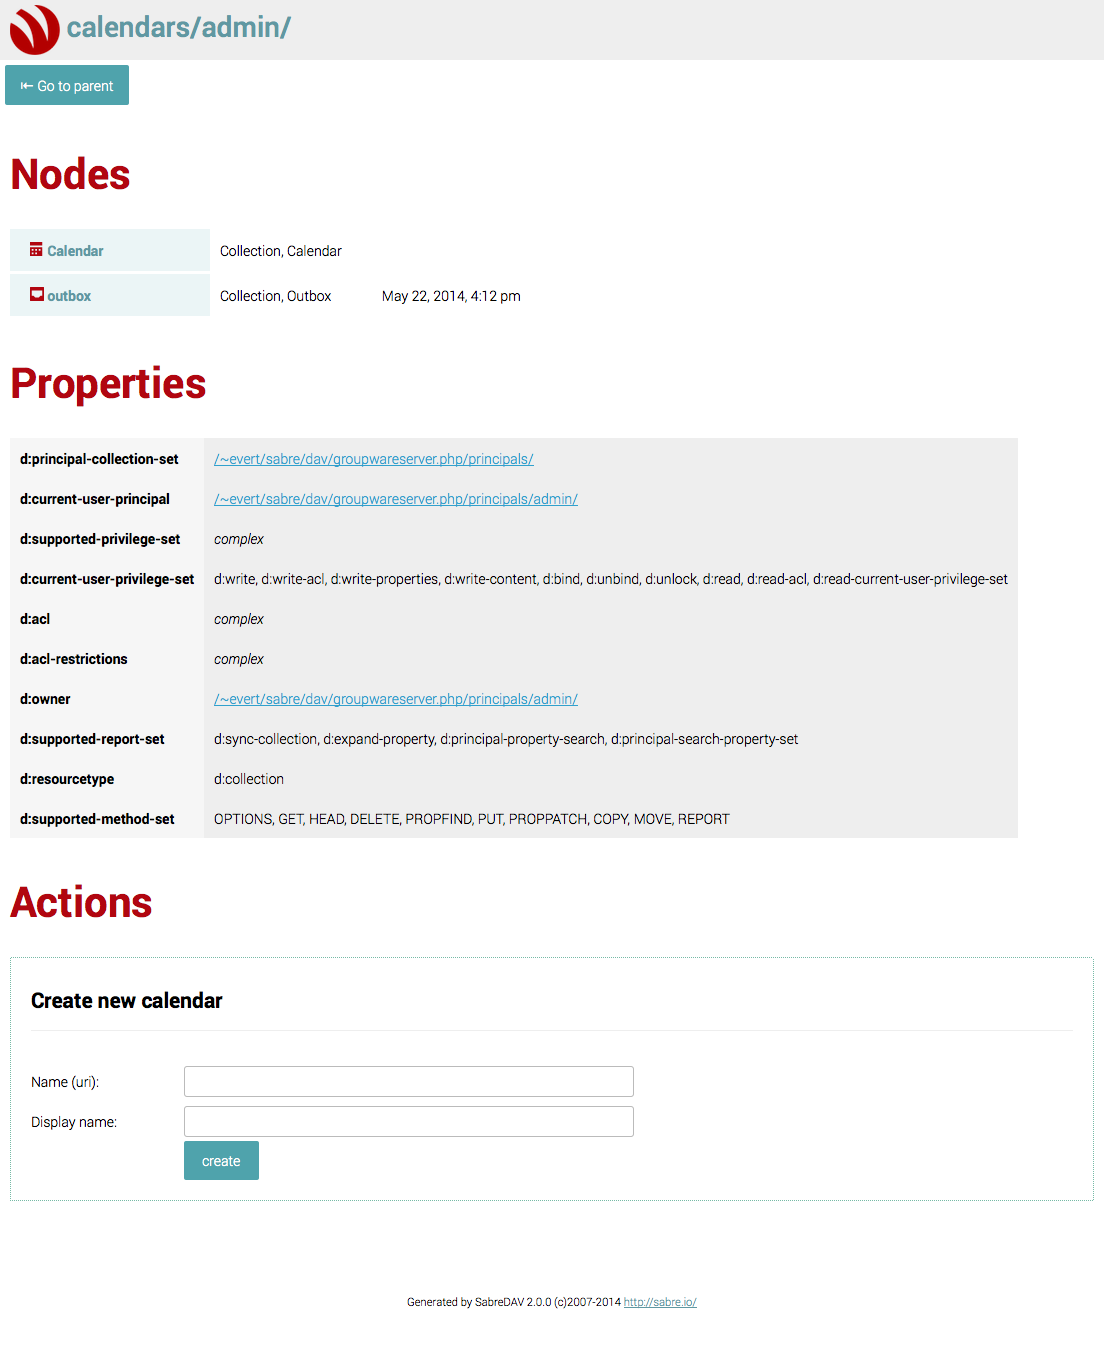 calendars/admin/
⇤ Go to parent
Nodes
Calendar Collection, Calendar
outbox Collection, Outbox May 22, 2014, 4:12 pm
Properties
d:principal-collection-set /~evert/sabre/dav/groupwareserver.php/principals/
d:current-user-principal /~evert/sabre/dav/groupwareserver.php/principals/admin/
d:supported-privilege-set complex
d:current-user-privilege-set d:write, d:write-acl, d:write-properties, d:write-content, d:bind, d:unbind, d:unlock, d:read, d:read-acl, d:read-current-user-privilege-set
d:acl complex
d:acl-restrictions complex
d:owner /~evert/sabre/dav/groupwareserver.php/principals/admin/
d:supported-report-set d:sync-collection, d:expand-property, d:principal-property-search, d:principal-search-property-set
d:resourcetype d:collection
d:supported-method-set OPTIONS, GET, HEAD, DELETE, PROPFIND, PUT, PROPPATCH, COPY, MOVE, REPORT
Actions
Create new calendar
Name (uri):
Display name:
create
Generated by SabreDAV 2.0.0 (c)2007-2014 http://sabre.io/